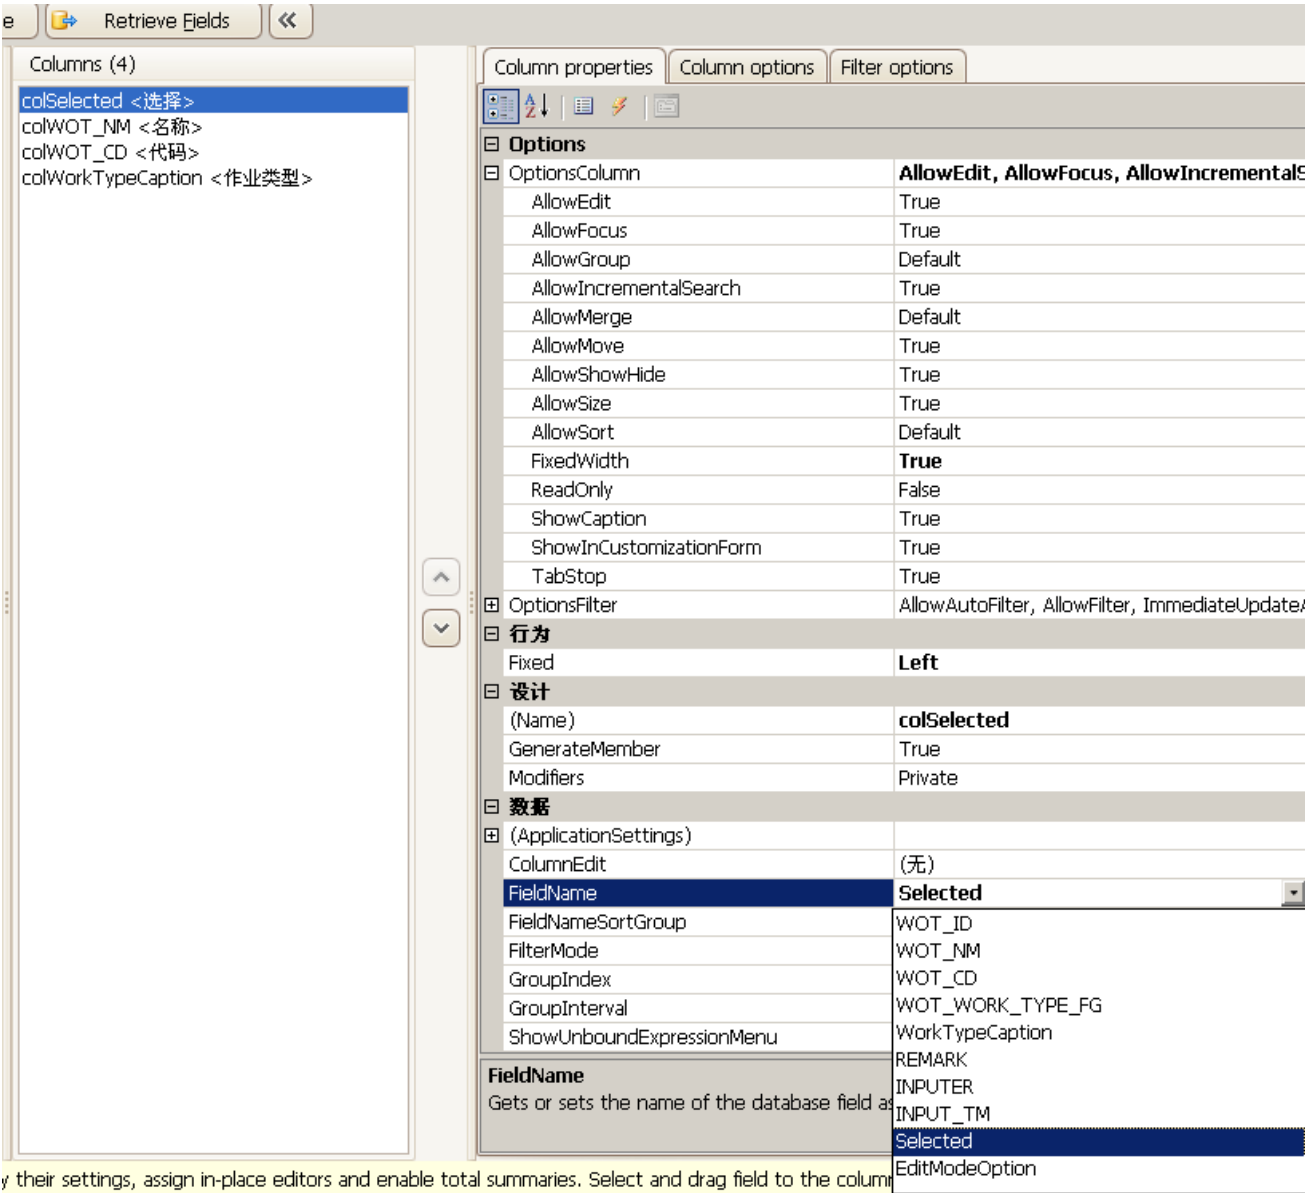 e
Retrieve Fields
Columns (4)
colSelected <选择>
colWOT_NM <名称>
colWOT_CD <代码>
colWorkTypeCaption <作业类型>
Column properties
Column options
Filter options
Options
OptionsColumn AllowEdit, AllowFocus, AllowIncrementalS
AllowEdit True
AllowFocus True
AllowGroup Default
AllowIncrementalSearch True
AllowMerge Default
AllowMove True
AllowShowHide True
AllowSize True
AllowSort Default
FixedWidth True
ReadOnly False
ShowCaption True
ShowInCustomizationForm True
TabStop True
OptionsFilter AllowAutoFilter, AllowFilter, ImmediateUpdateA
行为
Fixed Left
设计
(Name) colSelected
GenerateMember True
Modifiers Private
数据
(ApplicationSettings)
ColumnEdit (无)
FieldName Selected
FieldNameSortGroup
FilterMode
GroupIndex
GroupInterval
ShowUnboundExpressionMenu
WOT_ID
WOT_NM
WOT_CD
WOT_WORK_TYPE_FG
WorkTypeCaption
REMARK
INPUTER
INPUT_TM
Selected
EditModeOption
FieldName
Gets or sets the name of the database field as
y their settings, assign in-place editors and enable total summaries. Select and drag field to the column